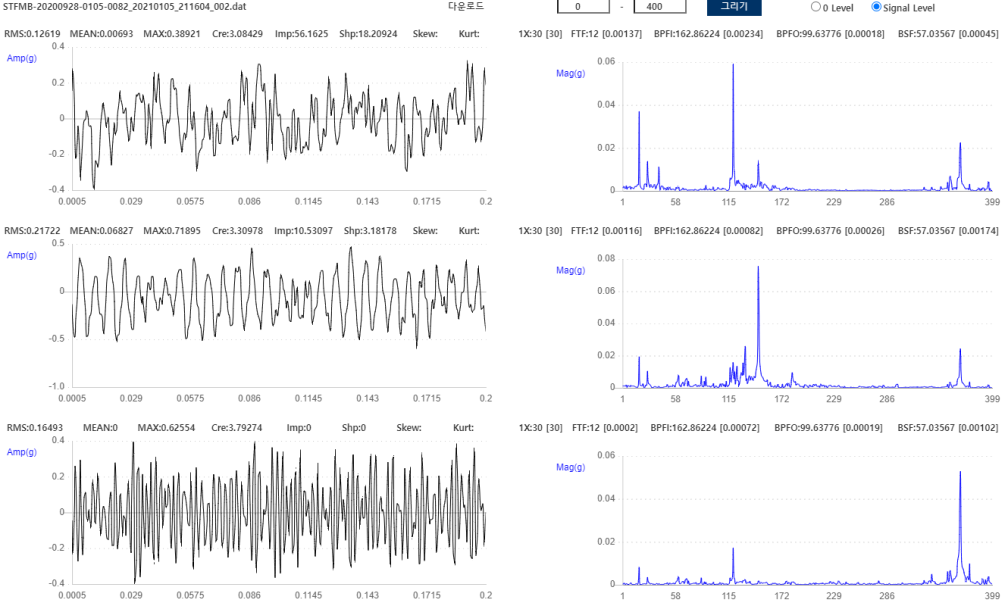 STFMB-20200928-0105-0082_20210105_211604_002.dat 다운로드 0 - 400 그리기 0 Level Signal Level
RMS:0.12619 MEAN:0.00693 MAX:0.38921 Cre:3.08429 Imp:56.1625 Shp:18.20924 Skew: Kurt:
Amp(g)
0.4
0.2
0
-0.2
-0.4
0.0005 0.029 0.0575 0.086 0.1145 0.143 0.1715 0.2
1X:30 [30] FTF:12 [0.00137] BPFI:162.86224 [0.00234] BPFO:99.63776 [0.00018] BSF:57.03567 [0.00045]
Mag(g)
0.06
0.04
0.02
0
1 58 115 172 229 286 399
RMS:0.21722 MEAN:0.06827 MAX:0.71895 Cre:3.30978 Imp:10.53097 Shp:3.18178 Skew: Kurt:
Amp(g)
0.5
0
-0.5
-1.0
0.0005 0.029 0.0575 0.086 0.1145 0.143 0.1715 0.2
1X:30 [30] FTF:12 [0.00116] BPFI:162.86224 [0.00082] BPFO:99.63776 [0.00026] BSF:57.03567 [0.00174]
Mag(g)
0.08
0.06
0.04
0.02
0
1 58 115 172 229 286 399
RMS:0.16493 MEAN:0 MAX:0.62554 Cre:3.79274 Imp:0 Shp:0 Skew: Kurt:
Amp(g)
0.4
0.2
0
-0.2
-0.4
0.0005 0.029 0.0575 0.086 0.1145 0.143 0.1715 0.2
1X:30 [30] FTF:12 [0.0002] BPFI:162.86224 [0.00072] BPFO:99.63776 [0.00019] BSF:57.03567 [0.00102]
Mag(g)
0.06
0.04
0.02
0
1 58 115 172 229 286 399